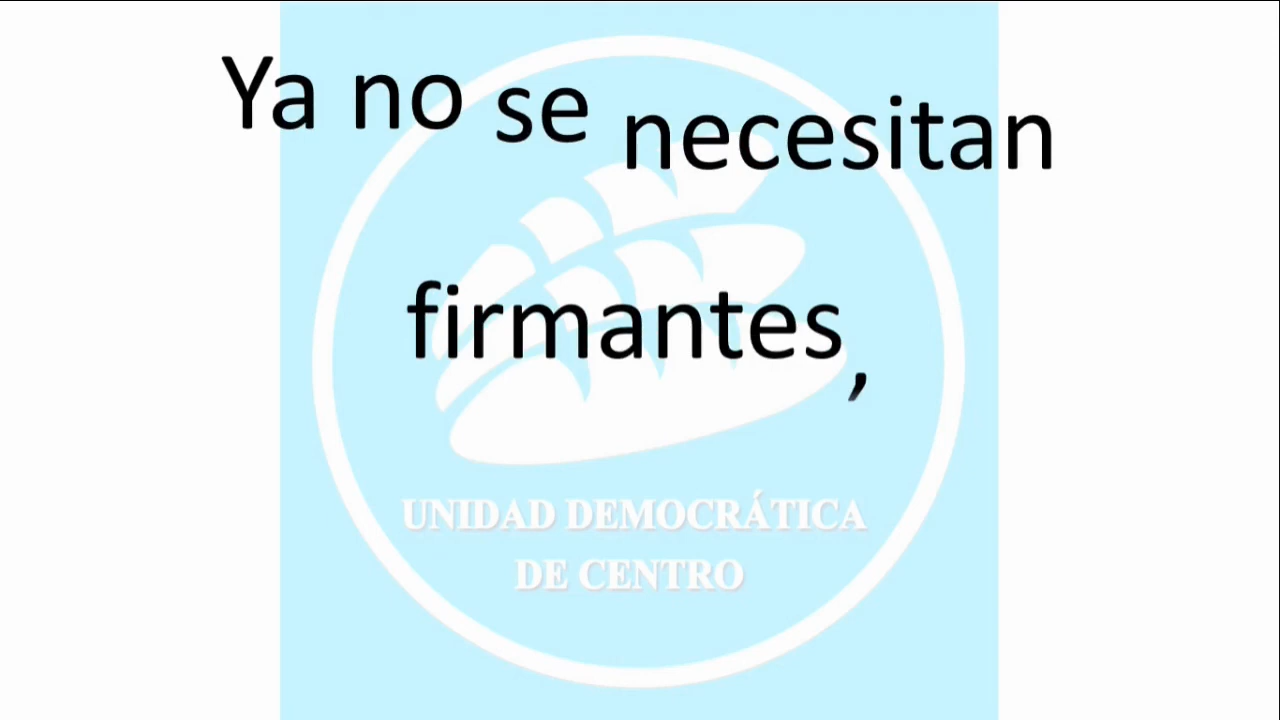 Ya no se necesitan
firmantes,
UNIDAD DEMOCRÁTICA
DE CENTRO